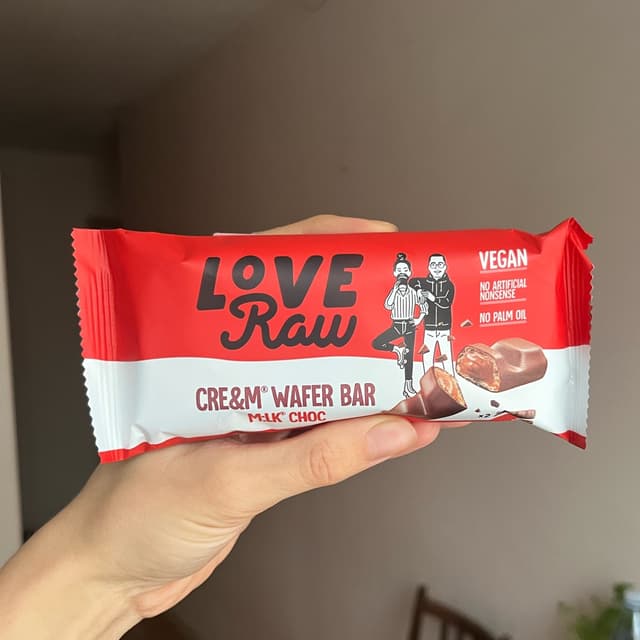 LOVE
Raw
CRE&M® WAFER BAR
M:LK® CHOC
VEGAN
NO ARTIFICIAL
NONSENSE
NO PALM OIL